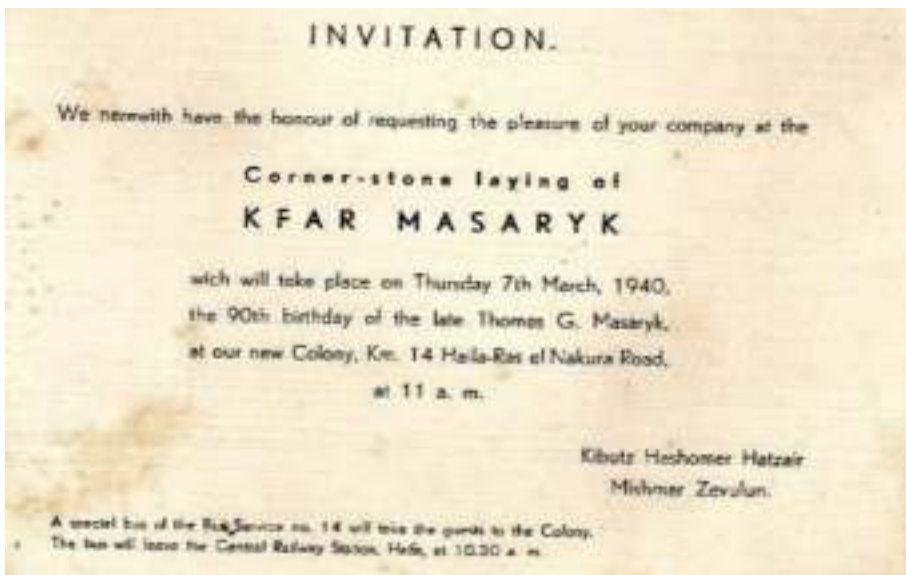 INVITATION.
We herewith have the honour of requesting the pleasure of your company at the
Corner-stone laying of
KFAR MASARYK
wich will take place on Thursday 7th March, 1940,
the 90th birthday of the late Thomas G. Masaryk,
at our new Colony, Km. 14 Haifa-Ras el Nakura Road,
at 11 a. m.
Kibutz Hashomer Hatzair
Mishmar Zevulun.
A special bus of the Bus Service no. 14 will take the guests to the Colony.
The bus will leave the Central Railway Station, Haifa, at 10.30 a. m.